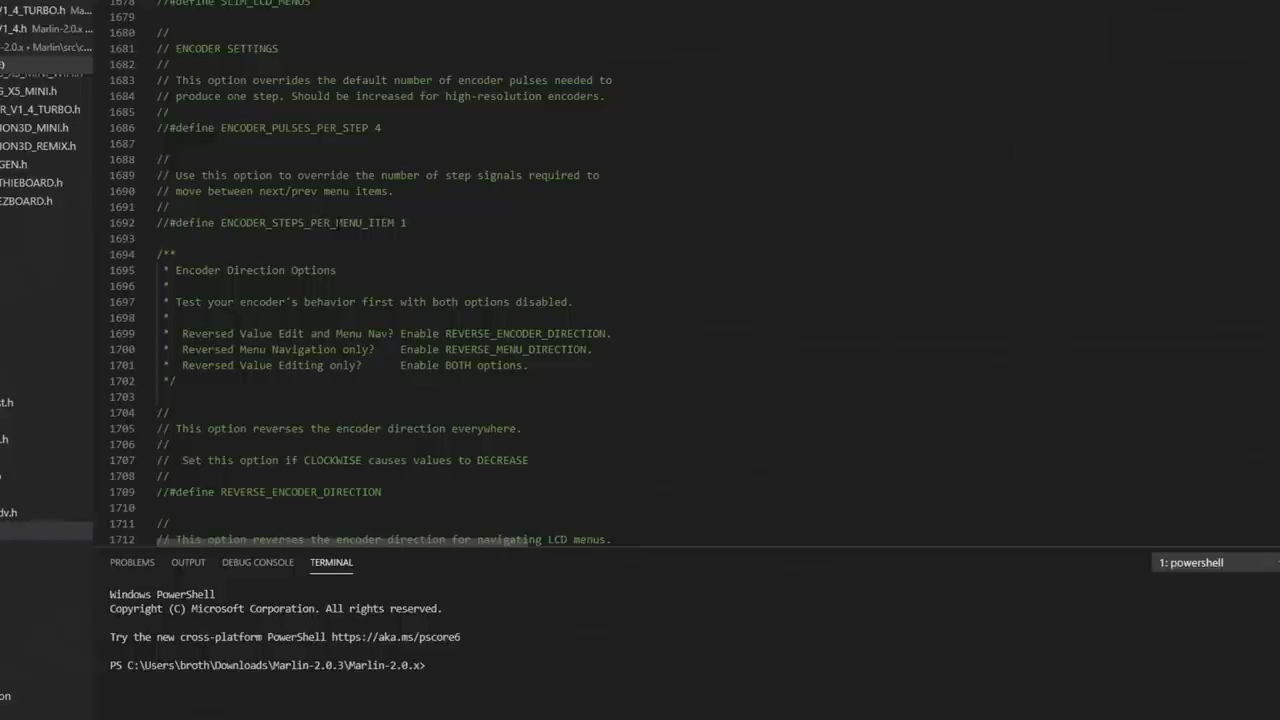 V1_4_TURBO.h Ma...
V1_4.h Marlin-2.0.x ...
-2.0.x • Marlin\src\c...
G_X5_MINI.h
R_V1_4_TURBO.h
ION3D_MINI.h
ION3D_REMIX.h
GEN.h
THIEBOARD.h
EZBOARD.h
st.h
.h
dv.h
on
1678 //#define SLIM_LCD_MENUS
1679
1680 //
1681 // ENCODER SETTINGS
1682 //
1683 // This option overrides the default number of encoder pulses needed to
1684 // produce one step. Should be increased for high-resolution encoders.
1685 //
1686 //#define ENCODER_PULSES_PER_STEP 4
1687
1688 //
1689 // Use this option to override the number of step signals required to
1690 // move between next/prev menu items.
1691 //
1692 //#define ENCODER_STEPS_PER_MENU_ITEM 1
1693
1694 /**
1695 * Encoder Direction Options
1696 *
1697 * Test your encoder's behavior first with both options disabled.
1698 *
1699 * Reversed Value Edit and Menu Nav? Enable REVERSE_ENCODER_DIRECTION.
1700 * Reversed Menu Navigation only? Enable REVERSE_MENU_DIRECTION.
1701 * Reversed Value Editing only? Enable BOTH options.
1702 */
1703
1704 //
1705 // This option reverses the encoder direction everywhere.
1706 //
1707 // Set this option if CLOCKWISE causes values to DECREASE
1708 //
1709 //#define REVERSE_ENCODER_DIRECTION
1710
1711 //
1712 // This option reverses the encoder direction for navigating LCD menus.
PROBLEMS OUTPUT DEBUG CONSOLE TERMINAL 1: powershell
Windows PowerShell
Copyright (C) Microsoft Corporation. All rights reserved.
Try the new cross-platform PowerShell https://aka.ms/pscore6
PS C:\Users\broth\Downloads\Marlin-2.0.3\Marlin-2.0.x>